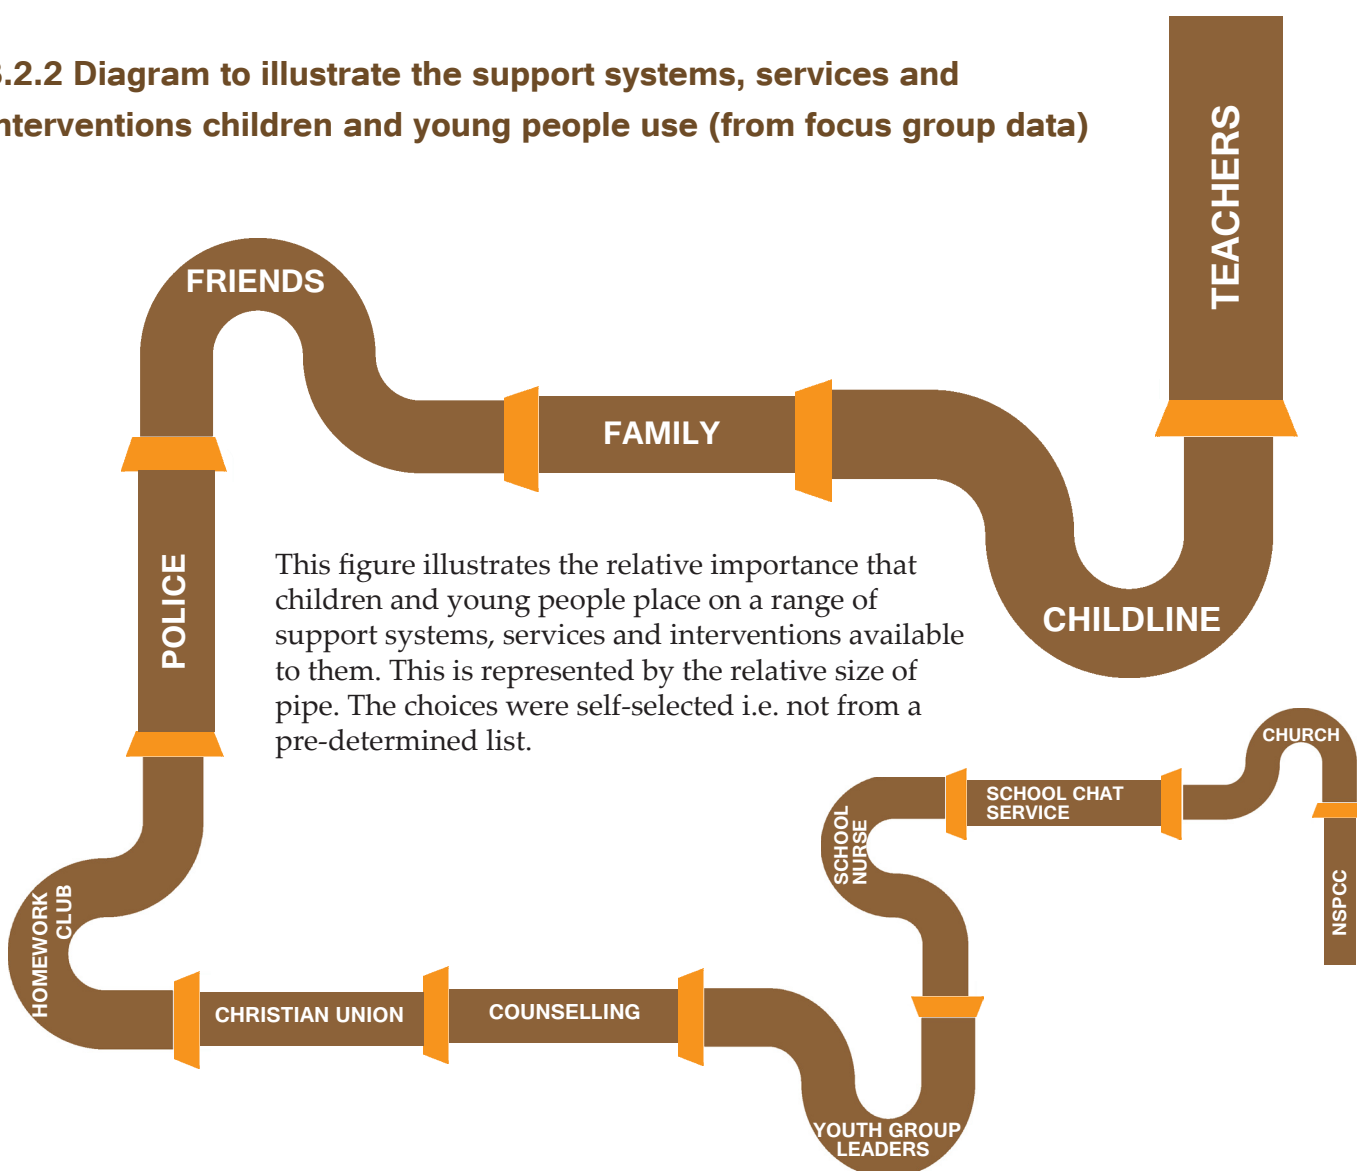 .2.2 Diagram to illustrate the support systems, services and
nterventions children and young people use (from focus group data)
TEACHERS
FRIENDS
FAMILY
CHILDLINE
POLICE
This figure illustrates the relative importance that
children and young people place on a range of
support systems, services and interventions available
to them. This is represented by the relative size of
pipe. The choices were self-selected i.e. not from a
pre-determined list.
HOMEWORK
CLUB
CHRISTIAN UNION
COUNSELLING
YOUTH GROUP
LEADERS
SCHOOL
NURSE
SCHOOL CHAT
SERVICE
CHURCH
NSPCC